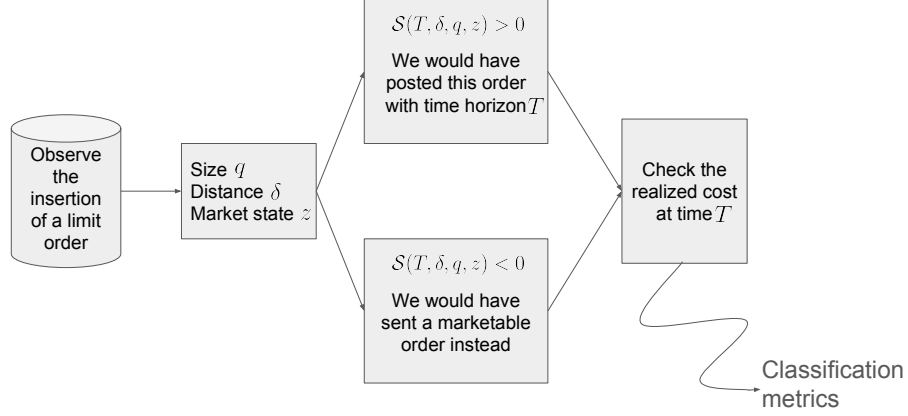 Observe
the
insertion
of a limit
order
Size q
Distance δ
Market state z
𝒮(T, δ, q, z) > 0
We would have
posted this order
with time horizon T
𝒮(T, δ, q, z) < 0
We would have
sent a marketable
order instead
Check the
realized cost
at time T
Classification
metrics